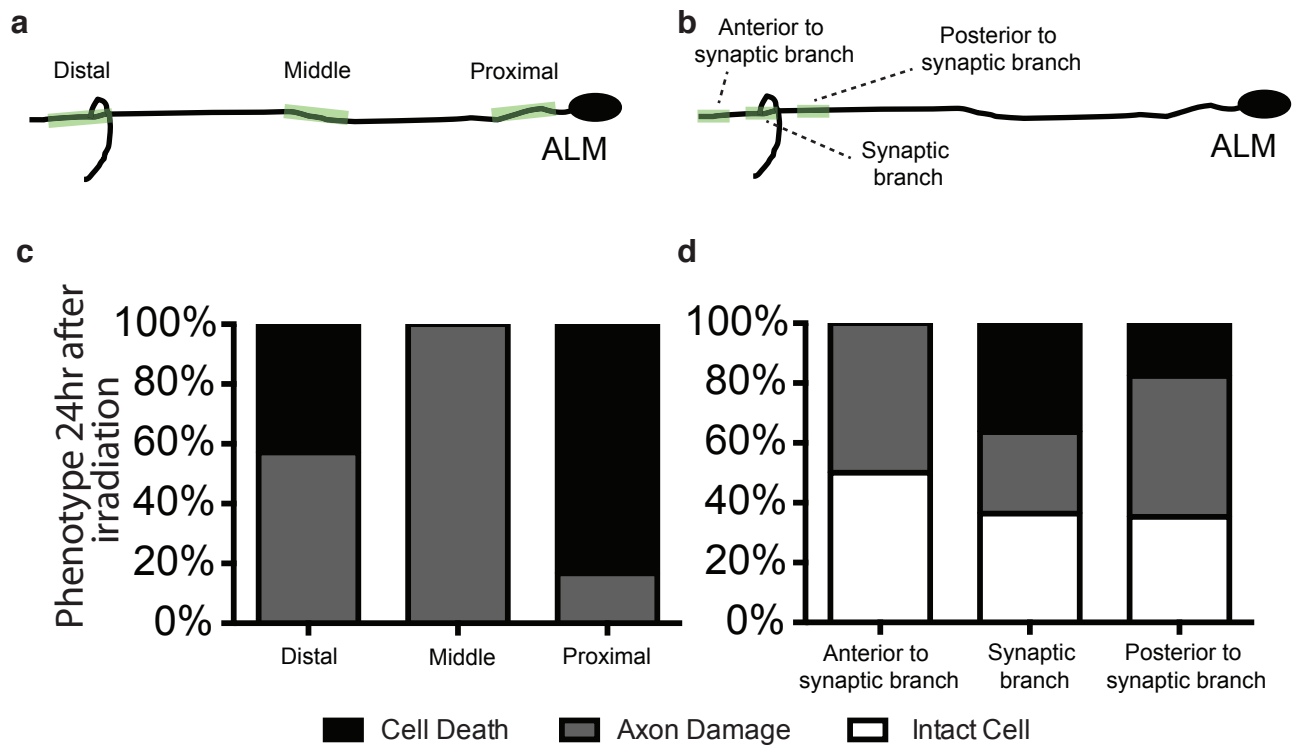 a
Distal
Middle
Proximal
ALM
b
Anterior to
synaptic branch
Posterior to
synaptic branch
Synaptic
branch
ALM
c
Phenotype 24hr after
irradiation
100%
80%
60%
40%
20%
0%
Distal
Middle
Proximal
d
100%
80%
60%
40%
20%
0%
Anterior to
synaptic branch
Synaptic
branch
Posterior to
synaptic branch
Cell Death
Axon Damage
Intact Cell